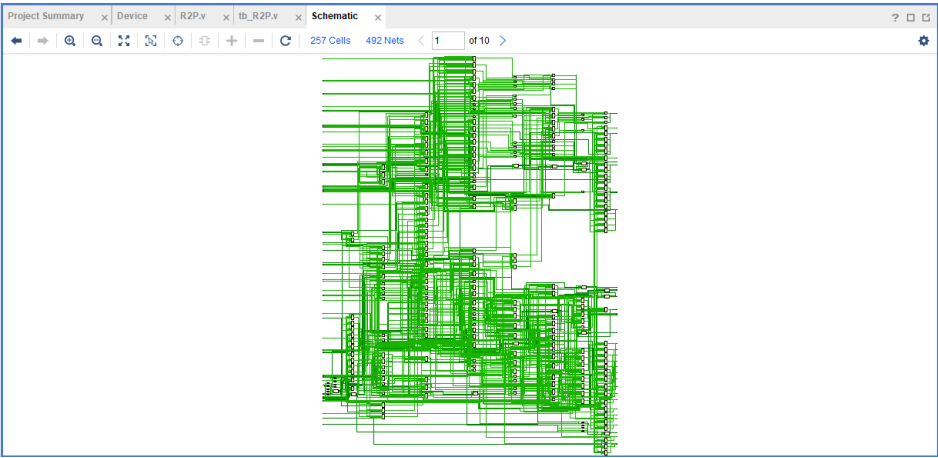 Project Summary × Device × R2P.v × tb_R2P.v × Schematic × ?
257 Cells 492 Nets 1 of 10